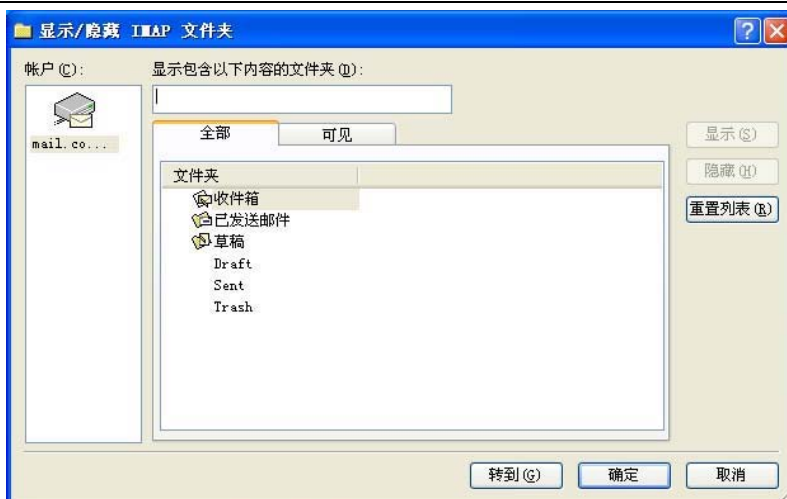 显示/隐藏 IMAP 文件夹
帐户(C):
显示包含以下内容的文件夹(D):
mail.co...
全部
可见
显示(S)
隐藏(H)
重置列表(R)
文件夹
收件箱
已发送邮件
草稿
Draft
Sent
Trash
转到(G)
确定
取消